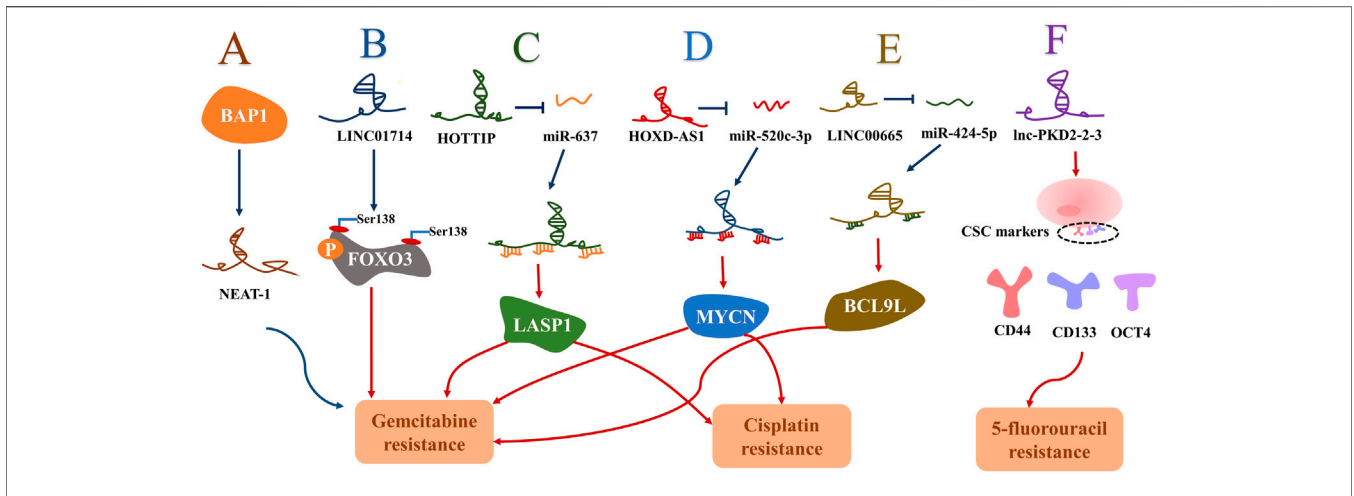 A
B
C
D
E
F
BAP1
LINC01714
HOTTIP
miR-637
HOXD-AS1
miR-520c-3p
LINC00665
miR-424-5p
lnc-PKD2-2-3
Ser138
Ser138
P
FOXO3
CSC markers
NEAT-1
LASP1
MYCN
BCL9L
CD44
CD133
OCT4
Gemcitabine
resistance
Cisplatin
resistance
5-fluorouracil
resistance